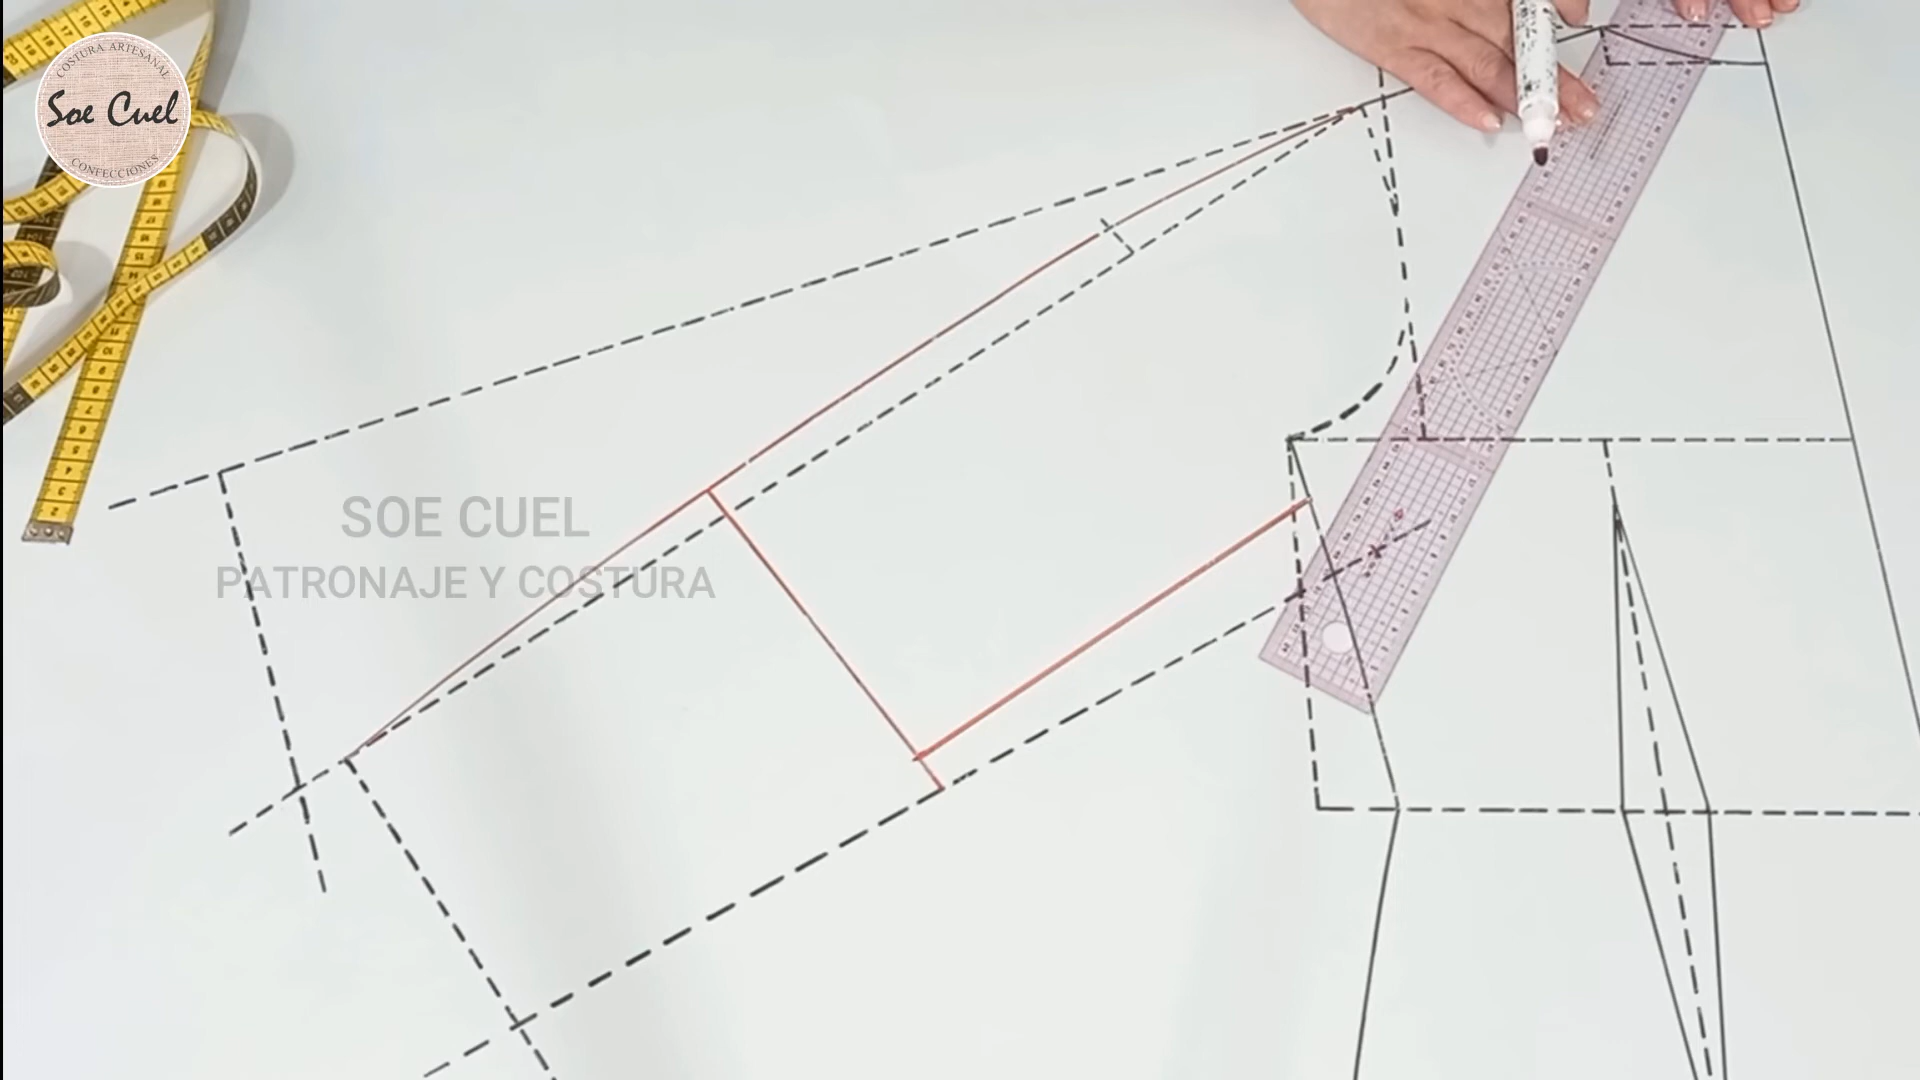 COSTURA ARTESANAL
Soe Cuel
CONFECCIONES
SOE CUEL
PATRONAJE Y COSTURA